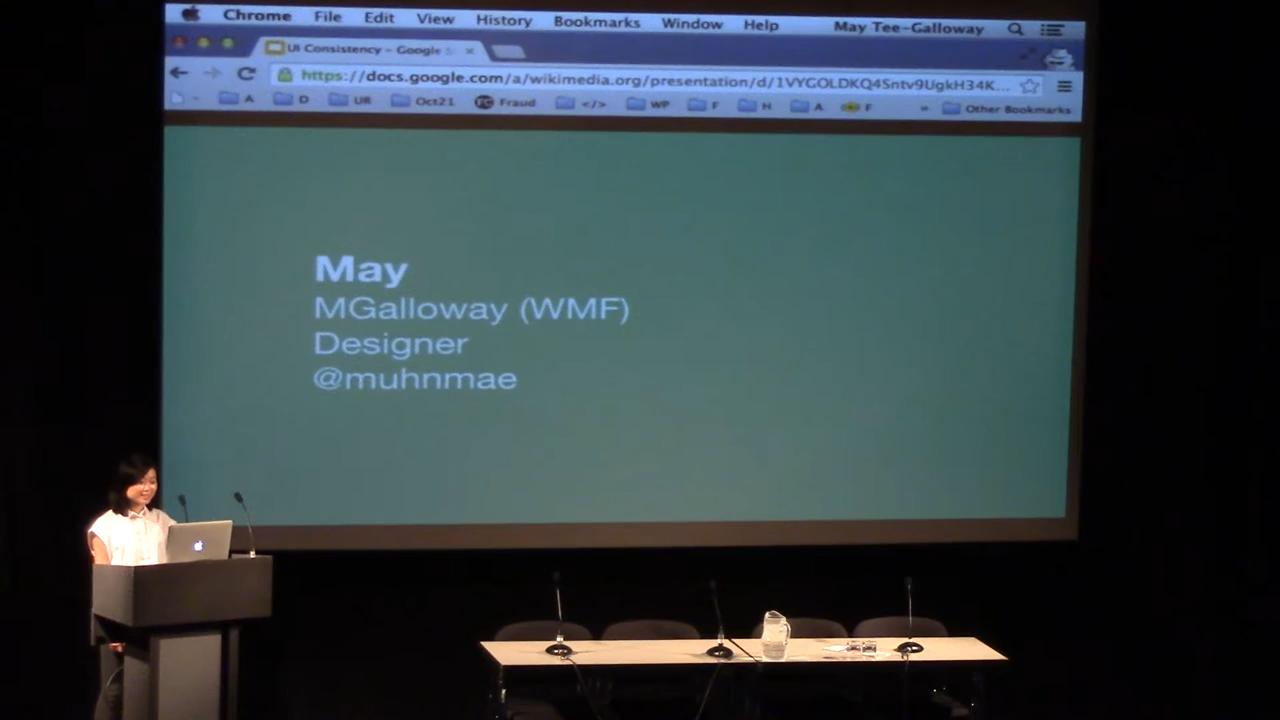 Chrome File Edit View History Bookmarks Window Help May Tee-Galloway
UI Consistency - Google
https://docs.google.com/a/wikimedia.org/presentation/d/1VYGOLDKQ4Sntv9UgkH34K...
A D UR Oct21 Fraud </> WP F H A F » Other Bookmarks
May
MGalloway (WMF)
Designer
@muhnmae